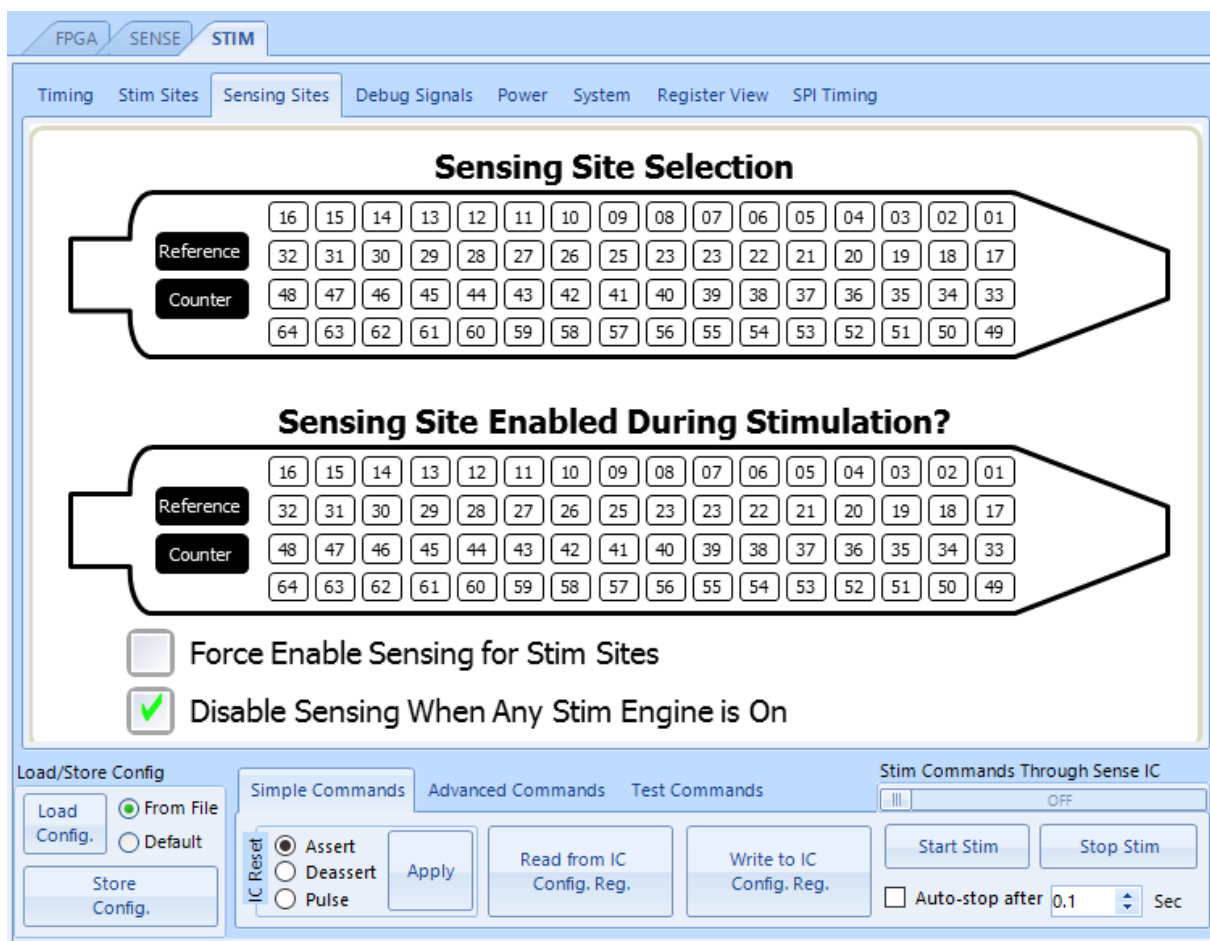 FPGA SENSE STIM
Timing Stim Sites Sensing Sites Debug Signals Power System Register View SPI Timing
Sensing Site Selection
16 15 14 13 12 11 10 09 08 07 06 05 04 03 02 01
Reference
32 31 30 29 28 27 26 25 23 23 22 21 20 19 18 17
Counter
48 47 46 45 44 43 42 41 40 39 38 37 36 35 34 33
64 63 62 61 60 59 58 57 56 55 54 53 52 51 50 49
Sensing Site Enabled During Stimulation?
16 15 14 13 12 11 10 09 08 07 06 05 04 03 02 01
Reference
32 31 30 29 28 27 26 25 23 23 22 21 20 19 18 17
Counter
48 47 46 45 44 43 42 41 40 39 38 37 36 35 34 33
64 63 62 61 60 59 58 57 56 55 54 53 52 51 50 49
Force Enable Sensing for Stim Sites
Disable Sensing When Any Stim Engine is On
Load/Store Config
Load
Config.
From File
Default
Store
Config.
Simple Commands Advanced Commands Test Commands
IC Reset
Assert
Deassert
Pulse
Apply
Read from IC
Config. Reg.
Write to IC
Config. Reg.
Stim Commands Through Sense IC
OFF
Start Stim Stop Stim
Auto-stop after 0.1 Sec